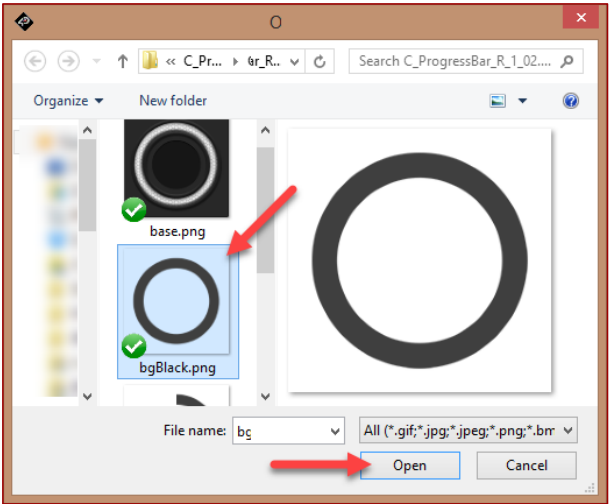 O
« C_Pr... ▸ Gr_R...
Search C_ProgressBar_R_1_02....
Organize
New folder
base.png
bgBlack.png
File name:
bg
All (*.gif;*.jpg;*.jpeg;*.png;*.bm
Open
Cancel